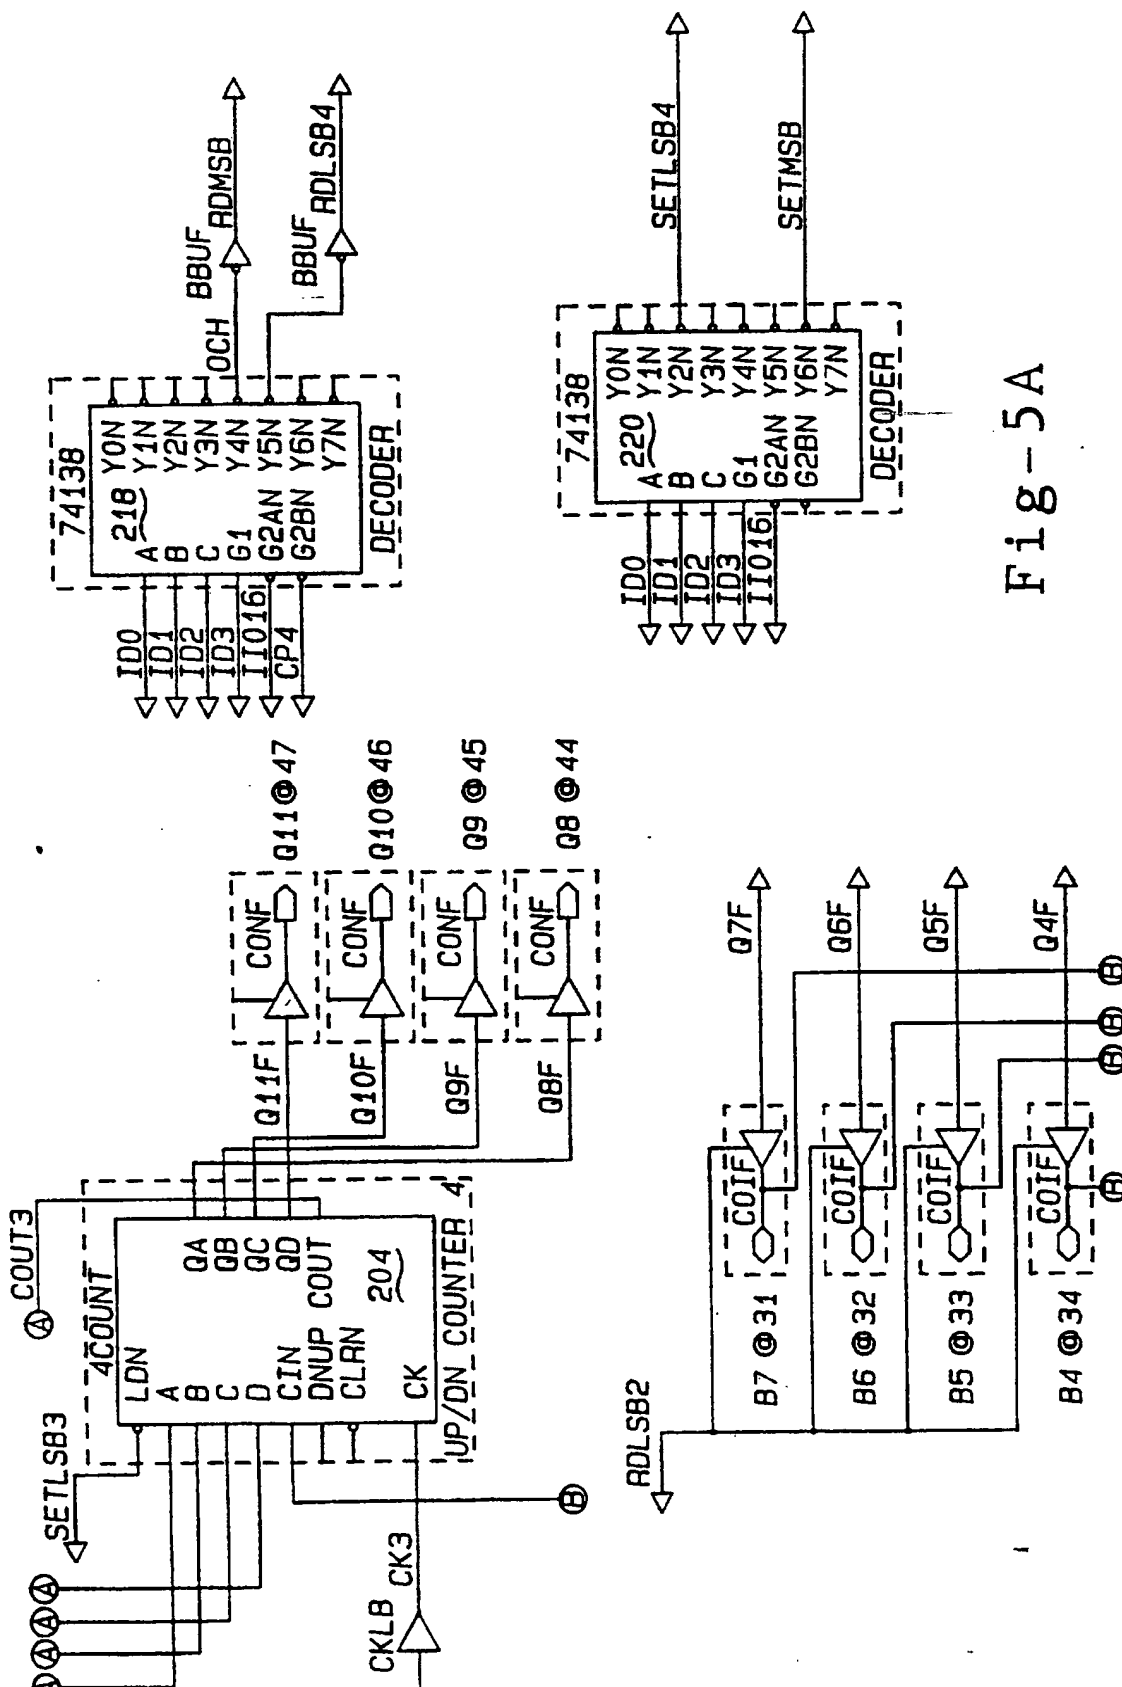 COUT3
A
SETLSB3
A
A
A
A
4COUNT
LDN
A
B
C
D
CIN
DNUP
CLRN
CK
QA
QB
QC
QD
COUT
204
UP/DN COUNTER 4
CKLB
CK3
B
Q11F
Q10F
Q9F
Q8F
CONF
CONF
CONF
CONF
Q11@47
Q10@46
Q9 @45
Q8 @44
74138
218
A
B
C
G1
G2AN
G2BN
Y0N
Y1N
Y2N
Y3N
Y4N
Y5N
Y6N
Y7N
DECODER
ID0
ID1
ID2
ID3
IIO16
CP4
OCH
BBUF
RDMSB
BBUF
RDLSB4
RDLSB2
B7 @31
B6 @32
B5 @33
B4 @34
COIF
COIF
COIF
COIF
Q7F
Q6F
Q5F
Q4F
B
B
B
B
74138
220
A
B
C
G1
G2AN
G2BN
Y0N
Y1N
Y2N
Y3N
Y4N
Y5N
Y6N
Y7N
DECODER
ID0
ID1
ID2
ID3
IIO16
SETLSB4
SETMSB
Fig-5A